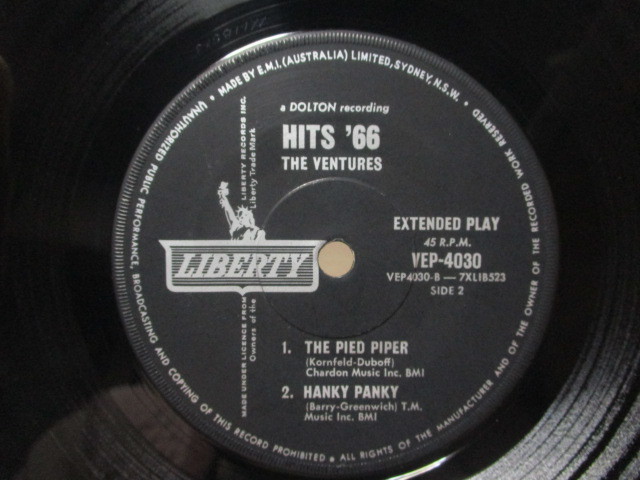 MADE BY E.M.I. (AUSTRALIA) LIMITED, SYDNEY, N.S.W. •
UNAUTHORIZED PUBLIC PERFORMANCE, BROADCASTING AND COPYING OF THIS RECORD PROHIBITED • ALL RIGHTS OF THE MANUFACTURER AND OF THE OWNER OF THE RECORDED WORK RESERVED •
a DOLTON recording
HITS '66
THE VENTURES
MADE UNDER LICENCE FROM LIBERTY RECORDS INC.
Owners of the Liberty Trade Mark
LIBERTY
EXTENDED PLAY
45 R.P.M.
VEP-4030
VEP4030-B — 7XLIB523
SIDE 2
1. THE PIED PIPER
(Kornfeld-Duboff)
Chardon Music Inc. BMI
2. HANKY PANKY
(Barry-Greenwich) T.M.
Music Inc. BMI